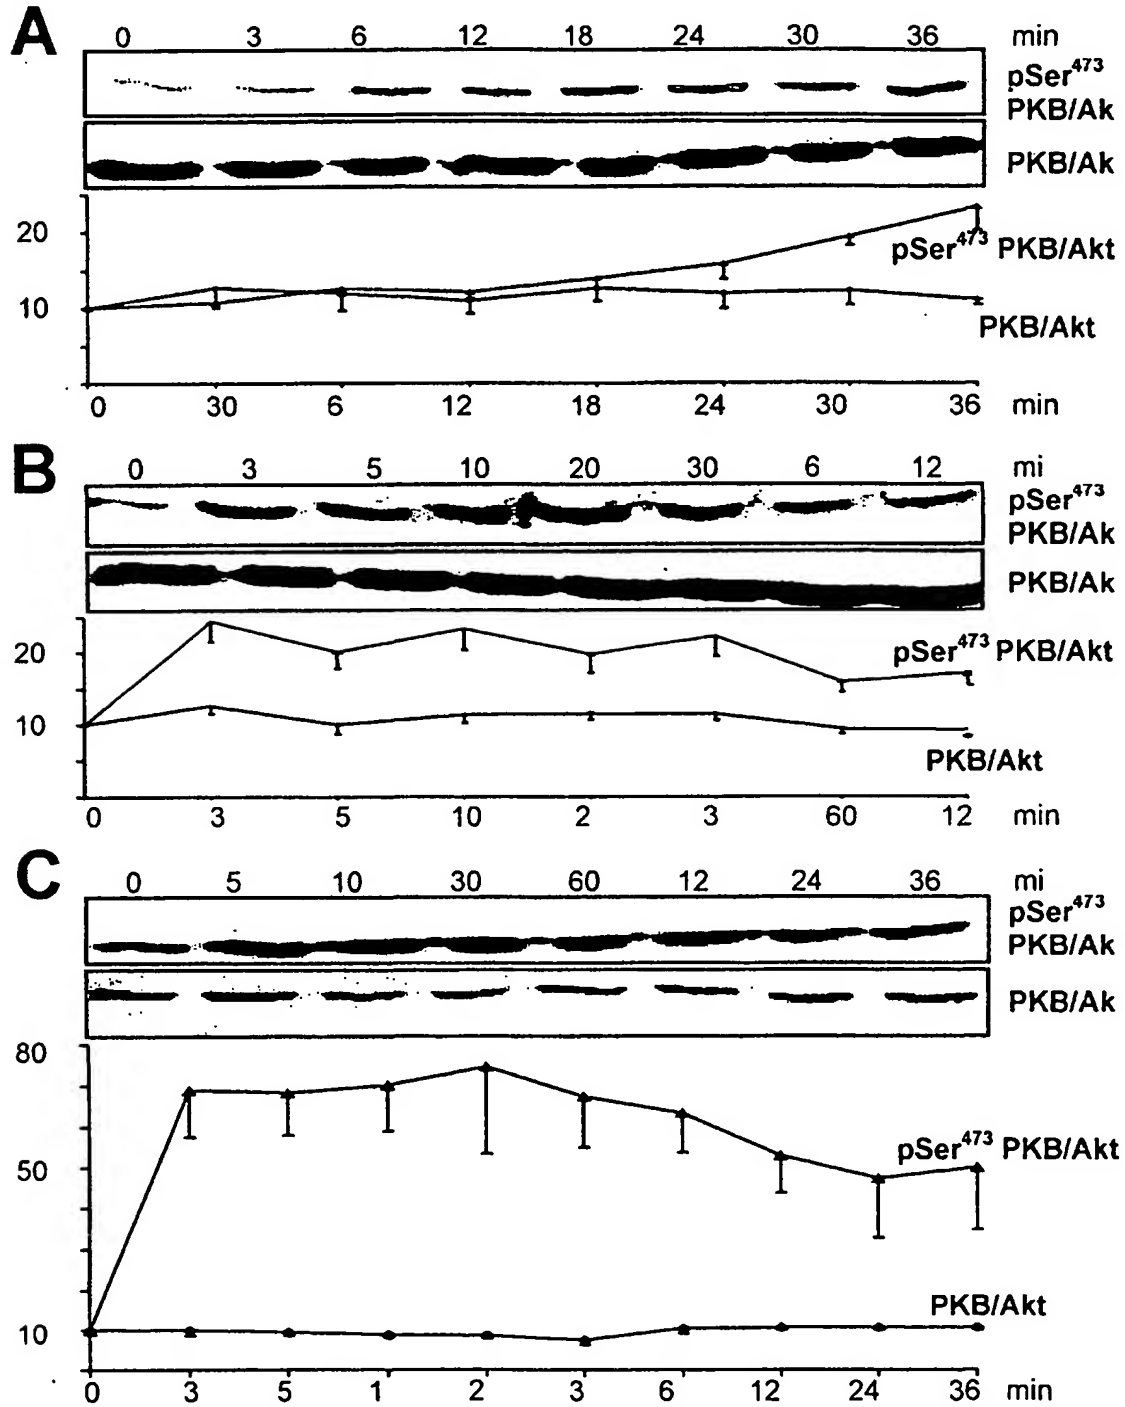 A
0 3 6 12 18 24 30 36 min
pSer473
PKB/Ak
PKB/Ak
20
pSer473 PKB/Akt
10
PKB/Akt
0 30 6 12 18 24 30 36 min
B
0 3 5 10 20 30 6 12 mi
pSer473
PKB/Ak
PKB/Ak
20
pSer473 PKB/Akt
10
PKB/Akt
0 3 5 10 2 3 60 12 min
C
0 5 10 30 60 12 24 36 mi
pSer473
PKB/Ak
PKB/Ak
80
50
pSer473 PKB/Akt
PKB/Akt
10
0 3 5 1 2 3 6 12 24 36 min